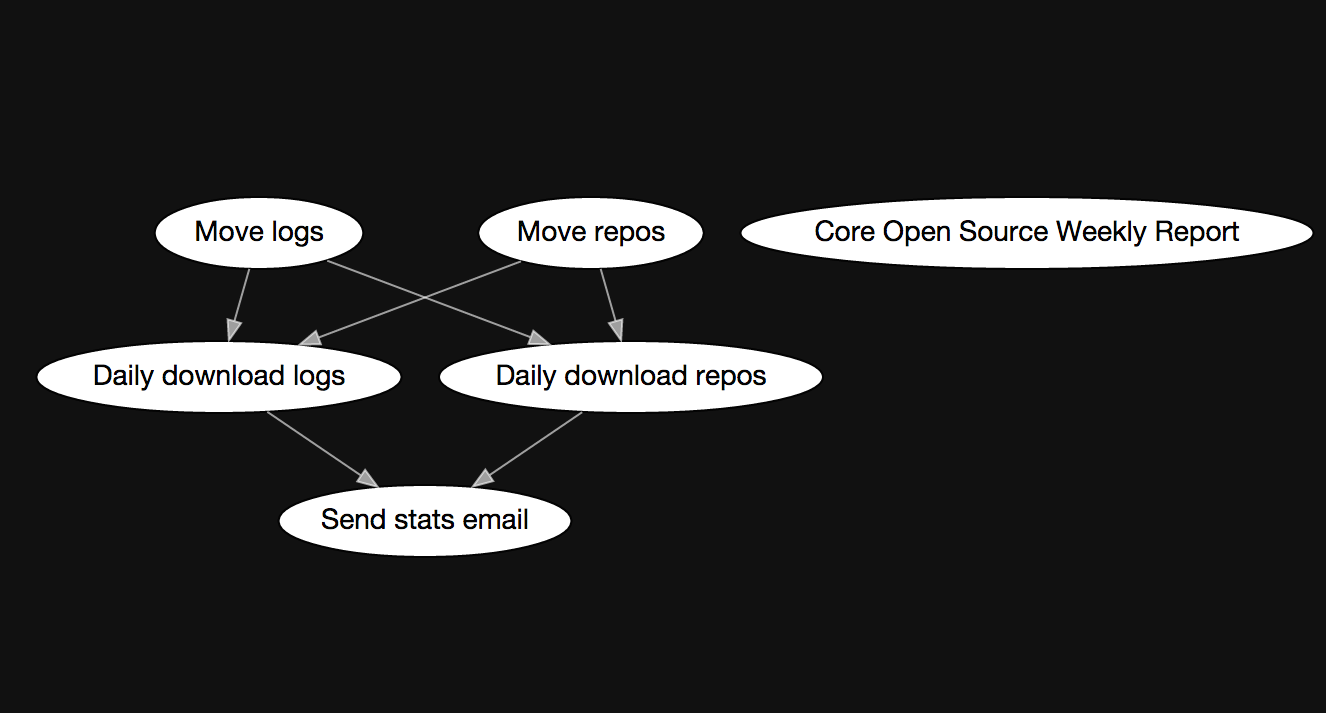 Move logs
Move repos
Core Open Source Weekly Report
Daily download logs
Daily download repos
Send stats email